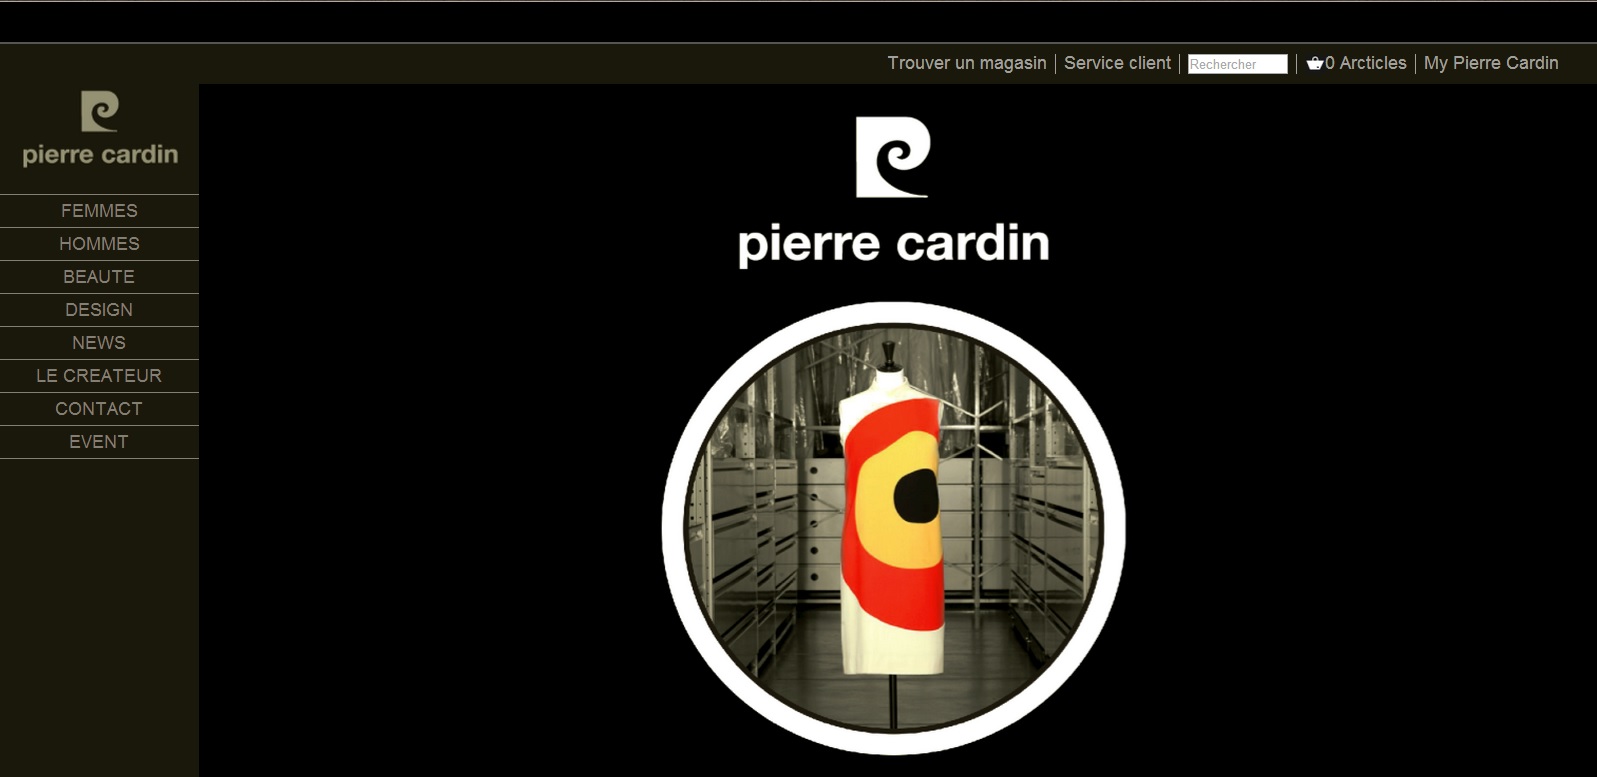 Trouver un magasin Service client Rechercher 0 Arcticles My Pierre Cardin
pierre cardin
FEMMES
HOMMES
BEAUTE
DESIGN
NEWS
LE CREATEUR
CONTACT
EVENT
pierre cardin